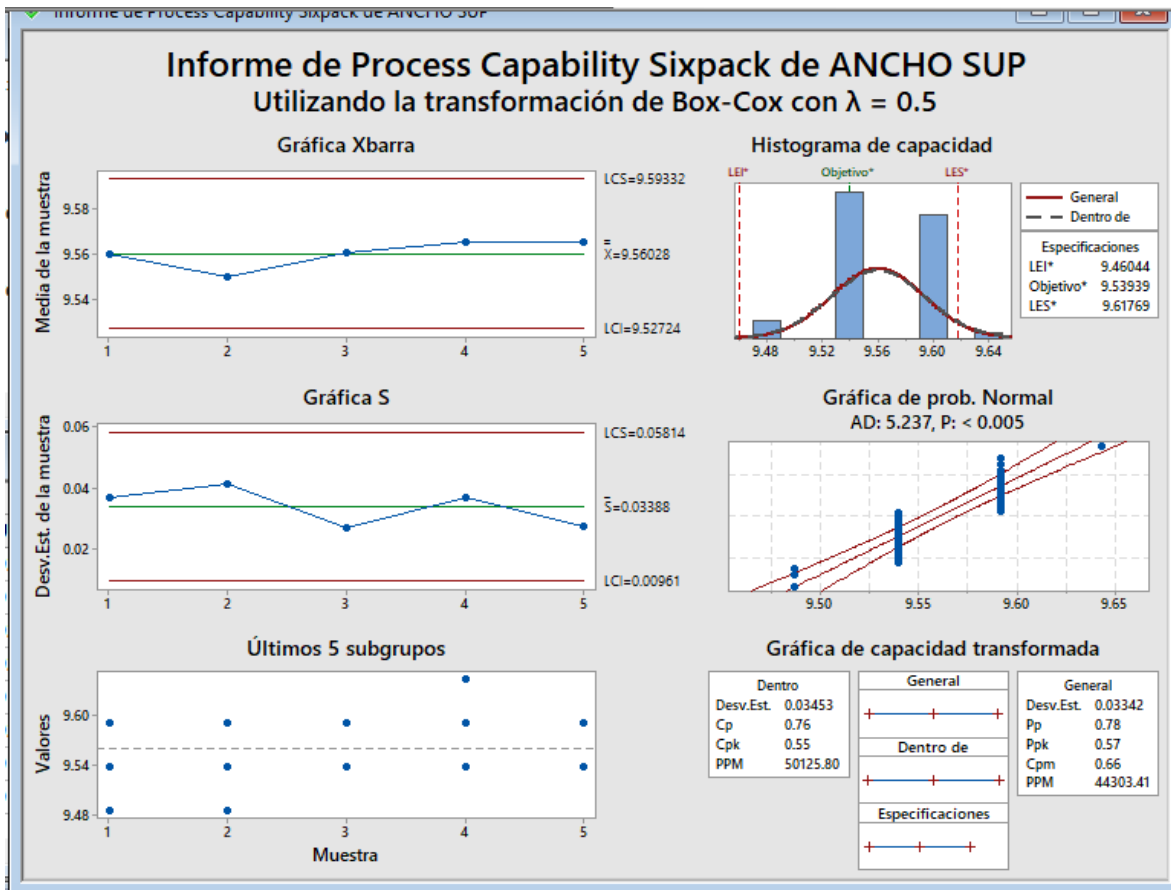 Informe de Process Capability Sixpack de ANCHO SUP
Informe de Process Capability Sixpack de ANCHO SUP
Utilizando la transformación de Box-Cox con λ = 0.5
Gráfica Xbarra
Media de la muestra
9.58
9.56
9.54
1 2 3 4 5
LCS=9.59332
X=9.56028
LCI=9.52724
Histograma de capacidad
LEI* Objetivo* LES*
9.48 9.52 9.56 9.60 9.64
General
Dentro de
Especificaciones
LEI* 9.46044
Objetivo* 9.53939
LES* 9.61769
Gráfica S
Desv.Est. de la muestra
0.06
0.04
0.02
1 2 3 4 5
LCS=0.05814
S=0.03388
LCI=0.00961
Gráfica de prob. Normal
AD: 5.237, P: < 0.005
9.50 9.55 9.60 9.65
Últimos 5 subgrupos
Valores
9.60
9.54
9.48
1 2 3 4 5
Muestra
Gráfica de capacidad transformada
Dentro
Desv.Est. 0.03453
Cp 0.76
Cpk 0.55
PPM 50125.80
General
Dentro de
Especificaciones
General
Desv.Est. 0.03342
Pp 0.78
Ppk 0.57
Cpm 0.66
PPM 44303.41